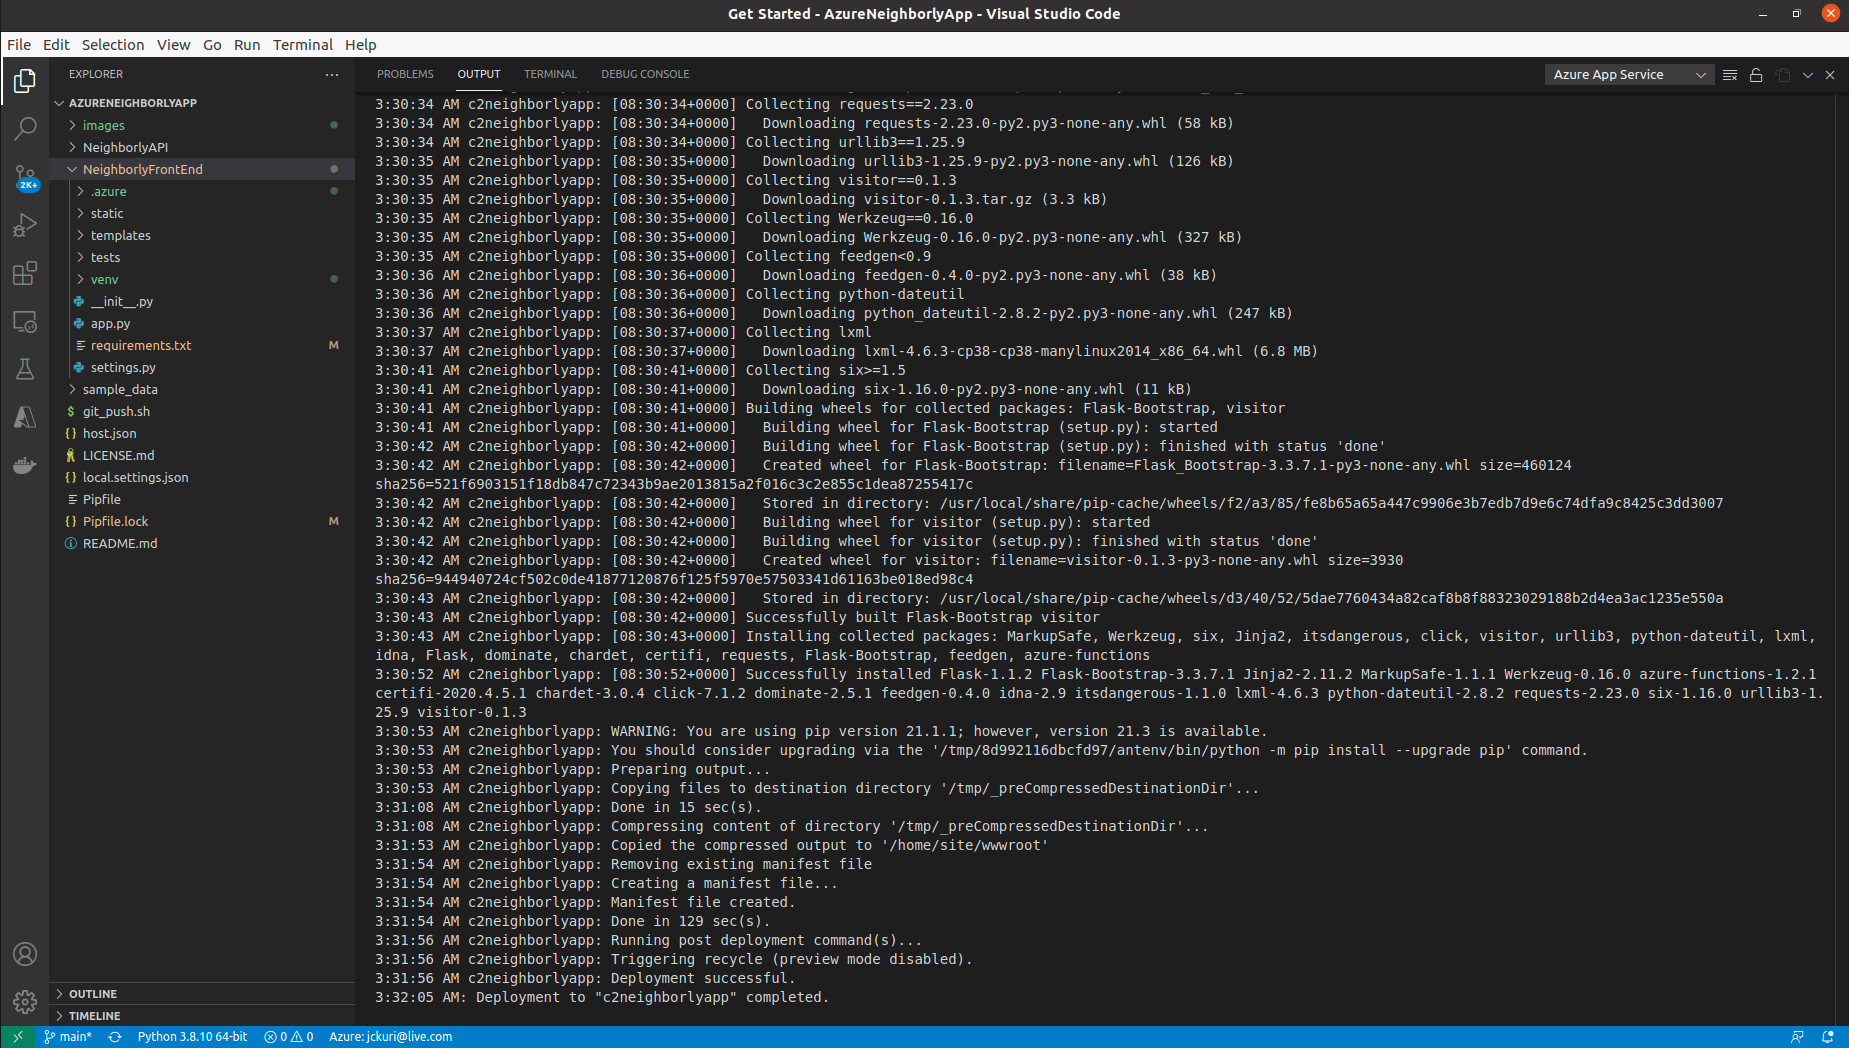 Get Started - AzureNeighborlyApp - Visual Studio Code
File Edit Selection View Go Run Terminal Help
EXPLORER
AZURENEIGHBORLYAPP
images
NeighborlyAPI
NeighborlyFrontEnd
.azure
static
templates
tests
venv
__init__.py
app.py
requirements.txt M
settings.py
sample_data
git_push.sh
host.json
LICENSE.md
local.settings.json
Pipfile
Pipfile.lock M
README.md
OUTLINE
TIMELINE
2K+
PROBLEMS OUTPUT TERMINAL DEBUG CONSOLE
Azure App Service
3:30:34 AM c2neighborlyapp: [08:30:34+0000] Collecting requests==2.23.0
3:30:34 AM c2neighborlyapp: [08:30:34+0000]   Downloading requests-2.23.0-py2.py3-none-any.whl (58 kB)
3:30:34 AM c2neighborlyapp: [08:30:34+0000] Collecting urllib3==1.25.9
3:30:35 AM c2neighborlyapp: [08:30:35+0000]   Downloading urllib3-1.25.9-py2.py3-none-any.whl (126 kB)
3:30:35 AM c2neighborlyapp: [08:30:35+0000] Collecting visitor==0.1.3
3:30:35 AM c2neighborlyapp: [08:30:35+0000]   Downloading visitor-0.1.3.tar.gz (3.3 kB)
3:30:35 AM c2neighborlyapp: [08:30:35+0000] Collecting Werkzeug==0.16.0
3:30:35 AM c2neighborlyapp: [08:30:35+0000]   Downloading Werkzeug-0.16.0-py2.py3-none-any.whl (327 kB)
3:30:35 AM c2neighborlyapp: [08:30:35+0000] Collecting feedgen<0.9
3:30:36 AM c2neighborlyapp: [08:30:36+0000]   Downloading feedgen-0.4.0-py2.py3-none-any.whl (38 kB)
3:30:36 AM c2neighborlyapp: [08:30:36+0000] Collecting python-dateutil
3:30:36 AM c2neighborlyapp: [08:30:36+0000]   Downloading python_dateutil-2.8.2-py2.py3-none-any.whl (247 kB)
3:30:37 AM c2neighborlyapp: [08:30:37+0000] Collecting lxml
3:30:37 AM c2neighborlyapp: [08:30:37+0000]   Downloading lxml-4.6.3-cp38-cp38-manylinux2014_x86_64.whl (6.8 MB)
3:30:41 AM c2neighborlyapp: [08:30:41+0000] Collecting six>=1.5
3:30:41 AM c2neighborlyapp: [08:30:41+0000]   Downloading six-1.16.0-py2.py3-none-any.whl (11 kB)
3:30:41 AM c2neighborlyapp: [08:30:41+0000] Building wheels for collected packages: Flask-Bootstrap, visitor
3:30:41 AM c2neighborlyapp: [08:30:41+0000]   Building wheel for Flask-Bootstrap (setup.py): started
3:30:42 AM c2neighborlyapp: [08:30:42+0000]   Building wheel for Flask-Bootstrap (setup.py): finished with status 'done'
3:30:42 AM c2neighborlyapp: [08:30:42+0000]   Created wheel for Flask-Bootstrap: filename=Flask_Bootstrap-3.3.7.1-py3-none-any.whl size=460124
sha256=521f6903151f18db847c72343b9ae2013815a2f016c3c2e855c1dea87255417c
3:30:42 AM c2neighborlyapp: [08:30:42+0000]   Stored in directory: /usr/local/share/pip-cache/wheels/f2/a3/85/fe8b65a65a447c9906e3b7edb7d9e6c74dfa9c8425c3dd3007
3:30:42 AM c2neighborlyapp: [08:30:42+0000]   Building wheel for visitor (setup.py): started
3:30:42 AM c2neighborlyapp: [08:30:42+0000]   Building wheel for visitor (setup.py): finished with status 'done'
3:30:42 AM c2neighborlyapp: [08:30:42+0000]   Created wheel for visitor: filename=visitor-0.1.3-py3-none-any.whl size=3930
sha256=944940724cf502c0de41877120876f125f5970e57503341d61163be018ed98c4
3:30:43 AM c2neighborlyapp: [08:30:42+0000]   Stored in directory: /usr/local/share/pip-cache/wheels/d3/40/52/5dae7760434a82caf8b8f88323029188b2d4ea3ac1235e550a
3:30:43 AM c2neighborlyapp: [08:30:42+0000] Successfully built Flask-Bootstrap visitor
3:30:43 AM c2neighborlyapp: [08:30:43+0000] Installing collected packages: MarkupSafe, Werkzeug, six, Jinja2, itsdangerous, click, visitor, urllib3, python-dateutil, lxml,
idna, Flask, dominate, chardet, certifi, requests, Flask-Bootstrap, feedgen, azure-functions
3:30:52 AM c2neighborlyapp: [08:30:52+0000] Successfully installed Flask-1.1.2 Flask-Bootstrap-3.3.7.1 Jinja2-2.11.2 MarkupSafe-1.1.1 Werkzeug-0.16.0 azure-functions-1.2.1
certifi-2020.4.5.1 chardet-3.0.4 click-7.1.2 dominate-2.5.1 feedgen-0.4.0 idna-2.9 itsdangerous-1.1.0 lxml-4.6.3 python-dateutil-2.8.2 requests-2.23.0 six-1.16.0 urllib3-1.
25.9 visitor-0.1.3
3:30:53 AM c2neighborlyapp: WARNING: You are using pip version 21.1.1; however, version 21.3 is available.
3:30:53 AM c2neighborlyapp: You should consider upgrading via the '/tmp/8d992116dbcfd97/antenv/bin/python -m pip install --upgrade pip' command.
3:30:53 AM c2neighborlyapp: Preparing output...
3:30:53 AM c2neighborlyapp: Copying files to destination directory '/tmp/_preCompressedDestinationDir'...
3:31:08 AM c2neighborlyapp: Done in 15 sec(s).
3:31:08 AM c2neighborlyapp: Compressing content of directory '/tmp/_preCompressedDestinationDir'...
3:31:53 AM c2neighborlyapp: Copied the compressed output to '/home/site/wwwroot'
3:31:54 AM c2neighborlyapp: Removing existing manifest file
3:31:54 AM c2neighborlyapp: Creating a manifest file...
3:31:54 AM c2neighborlyapp: Manifest file created.
3:31:54 AM c2neighborlyapp: Done in 129 sec(s).
3:31:56 AM c2neighborlyapp: Running post deployment command(s)...
3:31:56 AM c2neighborlyapp: Triggering recycle (preview mode disabled).
3:31:56 AM c2neighborlyapp: Deployment successful.
3:32:05 AM: Deployment to "c2neighborlyapp" completed.
main* Python 3.8.10 64-bit 0 0 Azure: jckuri@live.com